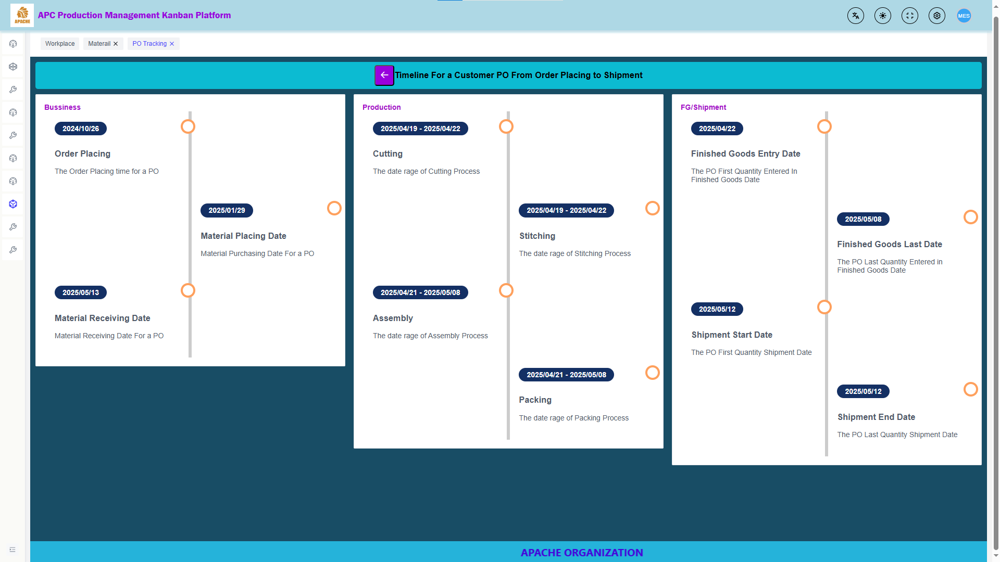 APACHE
APC Production Management Kanban Platform
MES
Workplace
Materail
PO Tracking
Timeline For a Customer PO From Order Placing to Shipment
Bussiness
2024/10/26
Order Placing
The Order Placing time for a PO
2025/01/29
Material Placing Date
Material Purchasing Date For a PO
2025/05/13
Material Receiving Date
Material Receiving Date For a PO
Production
2025/04/19 - 2025/04/22
Cutting
The date rage of Cutting Process
2025/04/19 - 2025/04/22
Stitching
The date rage of Stitching Process
2025/04/21 - 2025/05/08
Assembly
The date rage of Assembly Process
2025/04/21 - 2025/05/08
Packing
The date rage of Packing Process
FG/Shipment
2025/04/22
Finished Goods Entry Date
The PO First Quantity Entered In
Finished Goods Date
2025/05/08
Finished Goods Last Date
The PO Last Quantity Entered in
Finished Goods Date
2025/05/12
Shipment Start Date
The PO First Quantity Shipment Date
2025/05/12
Shipment End Date
The PO Last Quantity Shipment Date
APACHE ORGANIZATION